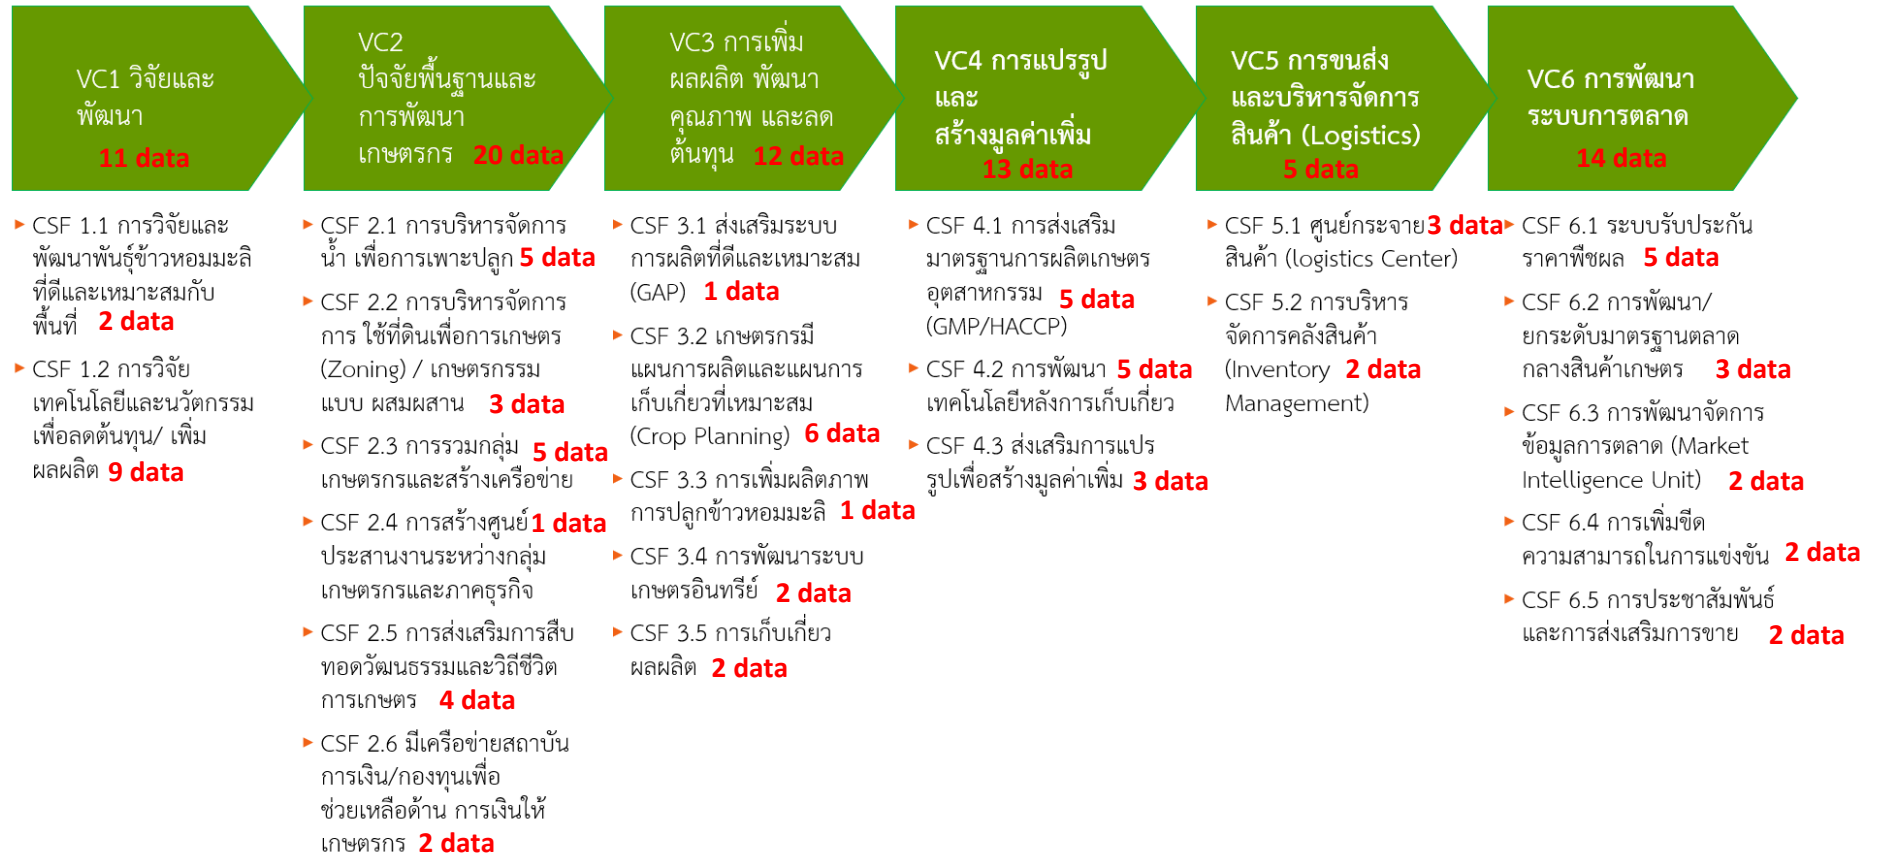 VC1 วิจัยและ
พัฒนา
11 data
VC2
ปัจจัยพื้นฐานและ
การพัฒนา
เกษตรกร 20 data
VC3 การเพิ่ม
ผลผลิต พัฒนา
คุณภาพ และลด
ต้นทุน 12 data
VC4 การแปรรูป
และ
สร้างมูลค่าเพิ่ม
13 data
VC5 การขนส่ง
และบริหารจัดการ
สินค้า (Logistics)
5 data
VC6 การพัฒนา
ระบบการตลาด
14 data
CSF 1.1 การวิจัยและ
พัฒนาพันธุ์ข้าวหอมมะลิ
ที่ดีและเหมาะสมกับ
พื้นที่ 2 data
CSF 1.2 การวิจัย
เทคโนโลยีและนวัตกรรม
เพื่อลดต้นทุน/ เพิ่ม
ผลผลิต 9 data
CSF 2.1 การบริหารจัดการ
น้ำ เพื่อการเพาะปลูก 5 data
CSF 2.2 การบริหารจัดการ
การ ใช้ที่ดินเพื่อการเกษตร
(Zoning) / เกษตรกรรม
แบบ ผสมผสาน 3 data
CSF 2.3 การรวมกลุ่ม 5 data
เกษตรกรและสร้างเครือข่าย
CSF 2.4 การสร้างศูนย์ 1 data
ประสานงานระหว่างกลุ่ม
เกษตรกรและภาคธุรกิจ
CSF 2.5 การส่งเสริมการสืบ
ทอดวัฒนธรรมและวิถีชีวิต
การเกษตร 4 data
CSF 2.6 มีเครือข่ายสถาบัน
การเงิน/กองทุนเพื่อ
ช่วยเหลือด้าน การเงินให้
เกษตรกร 2 data
CSF 3.1 ส่งเสริมระบบ
การผลิตที่ดีและเหมาะสม
(GAP) 1 data
CSF 3.2 เกษตรกรมี
แผนการผลิตและแผนการ
เก็บเกี่ยวที่เหมาะสม
(Crop Planning) 6 data
CSF 3.3 การเพิ่มผลิตภาพ
การปลูกข้าวหอมมะลิ 1 data
CSF 3.4 การพัฒนาระบบ
เกษตรอินทรีย์ 2 data
CSF 3.5 การเก็บเกี่ยว
ผลผลิต 2 data
CSF 4.1 การส่งเสริม
มาตรฐานการผลิตเกษตร
อุตสาหกรรม 5 data
(GMP/HACCP)
CSF 4.2 การพัฒนา 5 data
เทคโนโลยีหลังการเก็บเกี่ยว
CSF 4.3 ส่งเสริมการแปร
รูปเพื่อสร้างมูลค่าเพิ่ม 3 data
CSF 5.1 ศูนย์กระจาย 3 data
สินค้า (logistics Center)
CSF 5.2 การบริหาร
จัดการคลังสินค้า
(Inventory 2 data
Management)
CSF 6.1 ระบบรับประกัน
ราคาพืชผล 5 data
CSF 6.2 การพัฒนา/
ยกระดับมาตรฐานตลาด
กลางสินค้าเกษตร 3 data
CSF 6.3 การพัฒนาจัดการ
ข้อมูลการตลาด (Market
Intelligence Unit) 2 data
CSF 6.4 การเพิ่มขีด
ความสามารถในการแข่งขัน 2 data
CSF 6.5 การประชาสัมพันธ์
และการส่งเสริมการขาย 2 data